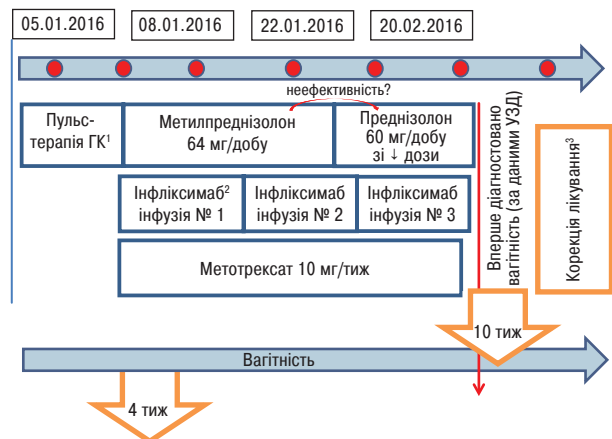 05.01.2016
08.01.2016
22.01.2016
20.02.2016
неефективність?
Пульс-
терапія ГК¹
Метилпреднізолон
64 мг/добу
Преднізолон
60 мг/добу
зі ↓ дози
Інфліксимаб²
інфузія № 1
Інфліксимаб
інфузія № 2
Інфліксимаб
інфузія № 3
Метотрексат 10 мг/тиж
Вперше діагностовано
вагітність (за даними УЗД)
Корекція лікування³
10 тиж
Вагітність
4 тиж